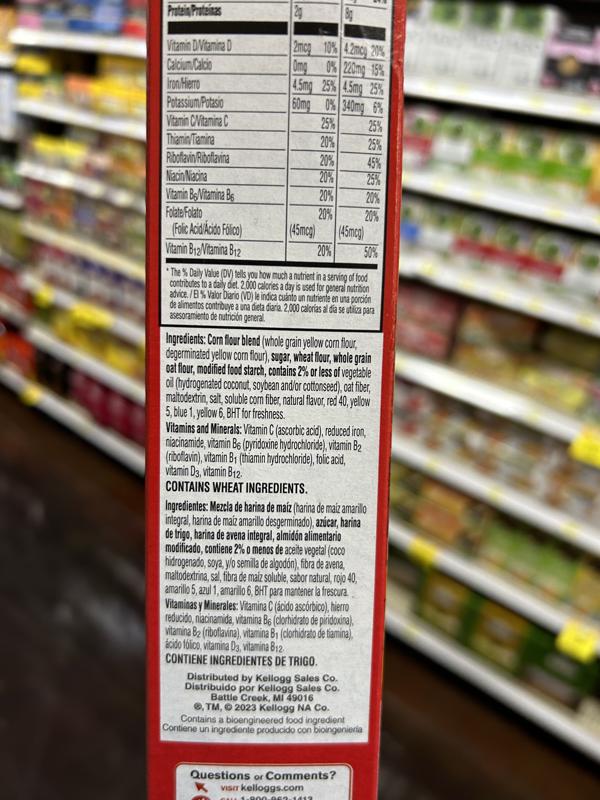 Protein/Proteínas 2g 8g
Vitamin D/Vitamina D 2mcg 10% 4.2mcg 20%
Calcium/Calcio 0mg 0% 220mg 15%
Iron/Hierro 4.5mg 25% 4.5mg 25%
Potassium/Potasio 60mg 0% 340mg 6%
Vitamin C/Vitamina C 25% 25%
Thiamin/Tiamina 20% 25%
Riboflavin/Riboflavina 20% 45%
Niacin/Niacina 20% 25%
Vitamin B6/Vitamina B6 20% 20%
Folate/Folato 20% 20%
(Folic Acid/Ácido Fólico) (45mcg) (45mcg)
Vitamin B12/Vitamina B12 20% 50%
* The % Daily Value (DV) tells you how much a nutrient in a serving of food
contributes to a daily diet. 2,000 calories a day is used for general nutrition
advice. / El % Valor Diario (VD) le indica cuánto un nutriente en una porción
de alimentos contribuye a una dieta diaria. 2,000 calorías al día se utiliza para
asesoramiento de nutrición general.
Ingredients: Corn flour blend (whole grain yellow corn flour,
degerminated yellow corn flour), sugar, wheat flour, whole grain
oat flour, modified food starch, contains 2% or less of vegetable
oil (hydrogenated coconut, soybean and/or cottonseed), oat fiber,
maltodextrin, salt, soluble corn fiber, natural flavor, red 40, yellow
5, blue 1, yellow 6, BHT for freshness.
Vitamins and Minerals: Vitamin C (ascorbic acid), reduced iron,
niacinamide, vitamin B6 (pyridoxine hydrochloride), vitamin B2
(riboflavin), vitamin B1 (thiamin hydrochloride), folic acid,
vitamin D3, vitamin B12.
CONTAINS WHEAT INGREDIENTS.
Ingredientes: Mezcla de harina de maíz (harina de maíz amarillo
integral, harina de maíz amarillo desgerminado), azúcar, harina
de trigo, harina de avena integral, almidón alimentario
modificado, contiene 2% o menos de aceite vegetal (coco
hidrogenado, soya, y/o semilla de algodón), fibra de avena,
maltodextrina, sal, fibra de maíz soluble, sabor natural, rojo 40,
amarillo 5, azul 1, amarillo 6, BHT para mantener la frescura.
Vitaminas y Minerales: Vitamina C (ácido ascórbico), hierro
reducido, niacinamida, vitamina B6 (clorhidrato de piridoxina),
vitamina B2 (riboflavina), vitamina B1 (clorhidrato de tiamina),
ácido fólico, vitamina D3, vitamina B12.
CONTIENE INGREDIENTES DE TRIGO.
Distributed by Kellogg Sales Co.
Distribuido por Kellogg Sales Co.
Battle Creek, MI 49016
®, TM, © 2023 Kellogg NA Co.
Contains a bioengineered food ingredient
Contiene un ingrediente producido con bioingeniería
Questions or Comments?
VISIT kelloggs.com
CALL 1-800-962-1413